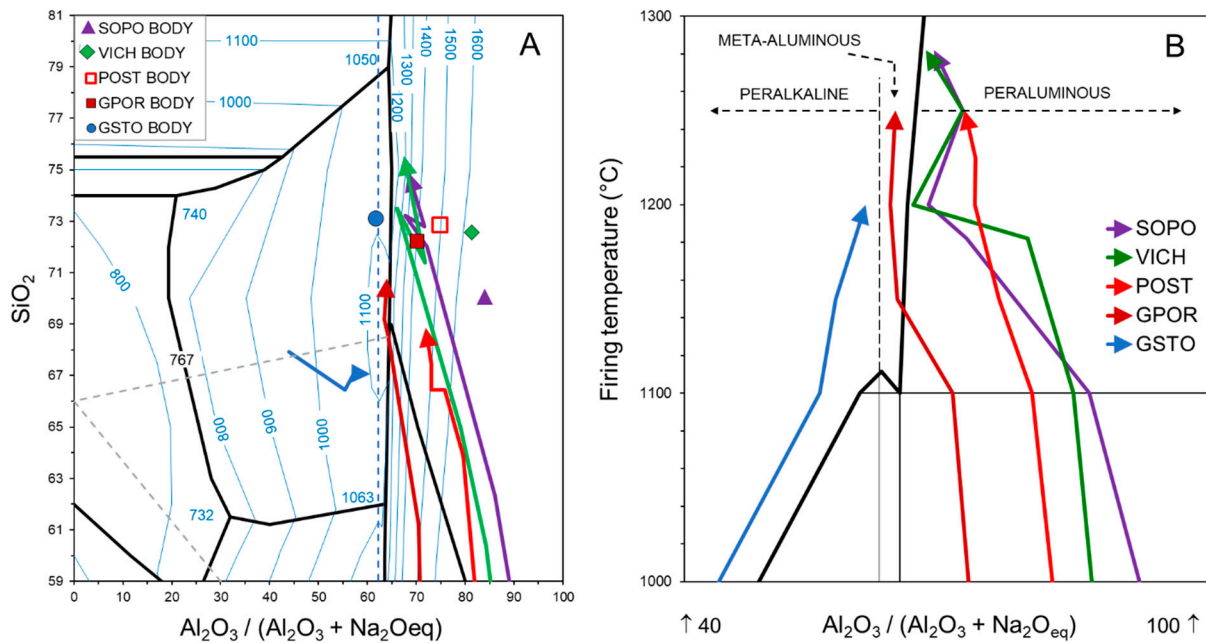 81
79
77
75
73
71
69
67
65
63
61
59
SiO2
SOPO BODY
VICH BODY
POST BODY
GPOR BODY
GSTO BODY
A
1100
1000
1050
1200
1300
1400
1500
1600
740
800
767
800
900
1000
1100
732
1063
0 10 20 30 40 50 60 70 80 90 100
Al2O3 / (Al2O3 + Na2Oeq)
1300
1200
1100
1000
Firing temperature (°C)
B
META-ALUMINOUS
PERALKALINE
PERALUMINOUS
SOPO
VICH
POST
GPOR
GSTO
↑ 40 Al2O3 / (Al2O3 + Na2Oeq) 100 ↑